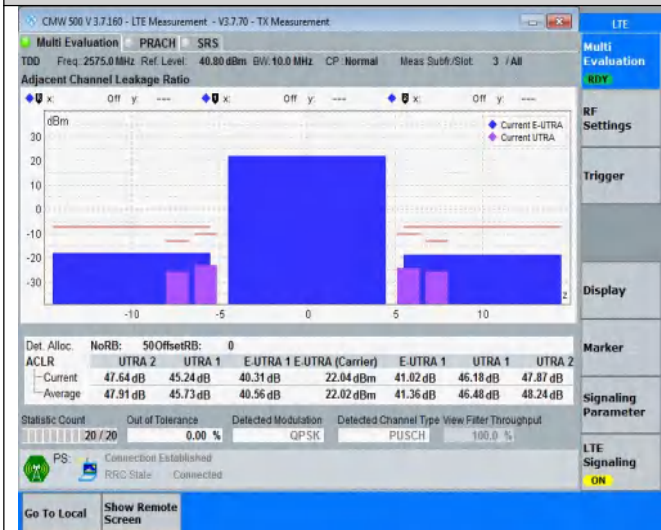 CMW 500 V 3.7.160 - LTE Measurement - V3.7.70 - TX Measurement
LTE
Multi Evaluation PRACH SRS
Multi Evaluation
RDY
TDD Freq.: 2575.0 MHz Ref. Level: 40.80 dBm BW: 10.0 MHz CP: Normal Meas Subfr./Slot: 3 / All
Adjacent Channel Leakage Ratio
x: Off y: --- x: Off y: --- x: Off y: ---
dBm
Current E-UTRA
Current UTRA
30
20
10
0
-10
-20
-30
-10 -5 0 5 10
z
RF Settings
Trigger
Display
Marker
Signaling Parameter
LTE Signaling
ON
Det. Alloc. NoRB: 50 OffsetRB: 0
ACLR UTRA 2 UTRA 1 E-UTRA 1 E-UTRA (Carrier) E-UTRA 1 UTRA 1 UTRA 2
Current 47.64 dB 45.24 dB 40.31 dB 22.04 dBm 41.02 dB 46.18 dB 47.87 dB
Average 47.91 dB 45.73 dB 40.56 dB 22.02 dBm 41.36 dB 46.48 dB 48.24 dB
Statistic Count Out of Tolerance Detected Modulation Detected Channel Type View Filter Throughput
20 / 20 0.00 % QPSK PUSCH 100.0 %
PS: Connection Established
RRC State Connected
Go To Local
Show Remote Screen